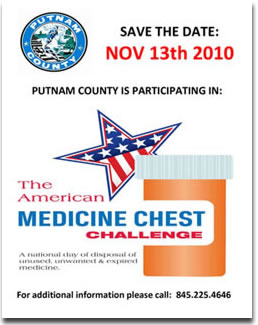 PUTNAM
COUNTY
SAVE THE DATE:
NOV 13th 2010
PUTNAM COUNTY IS PARTICIPATING IN:
The
American
MEDICINE CHEST
CHALLENGE
A national day of disposal of
unused, unwanted & expired
medicine.
For additional information please call:  845.225.4646